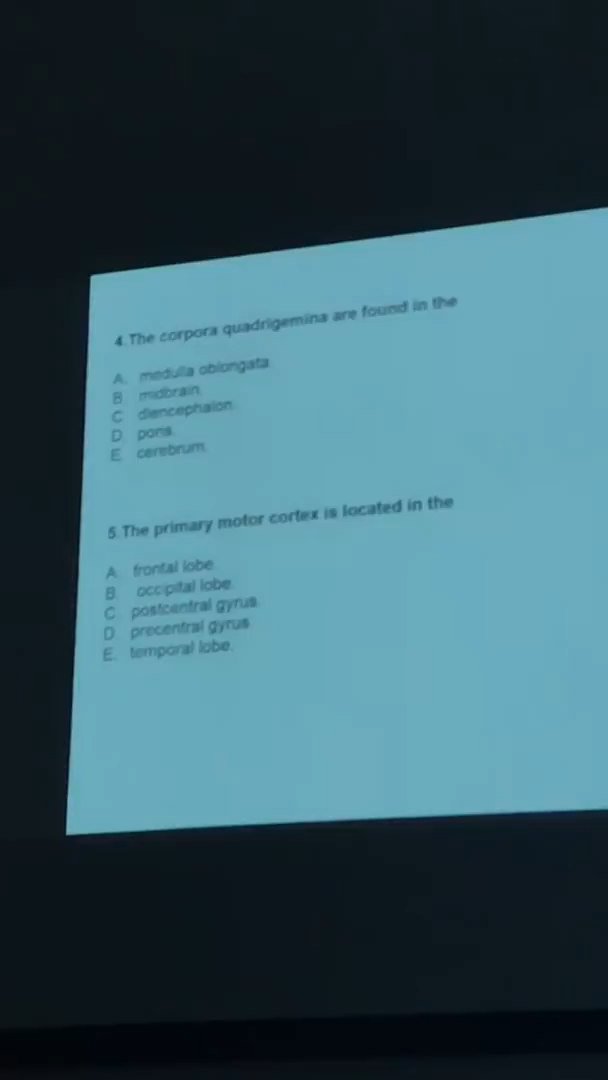 4.The corpora quadrigemina are found in the
A. medulla oblongata.
B. midbrain.
C. diencephalon.
D. pons.
E. cerebrum.
5.The primary motor cortex is located in the
A. frontal lobe.
B. occipital lobe.
C. postcentral gyrus.
D. precentral gyrus.
E. temporal lobe.